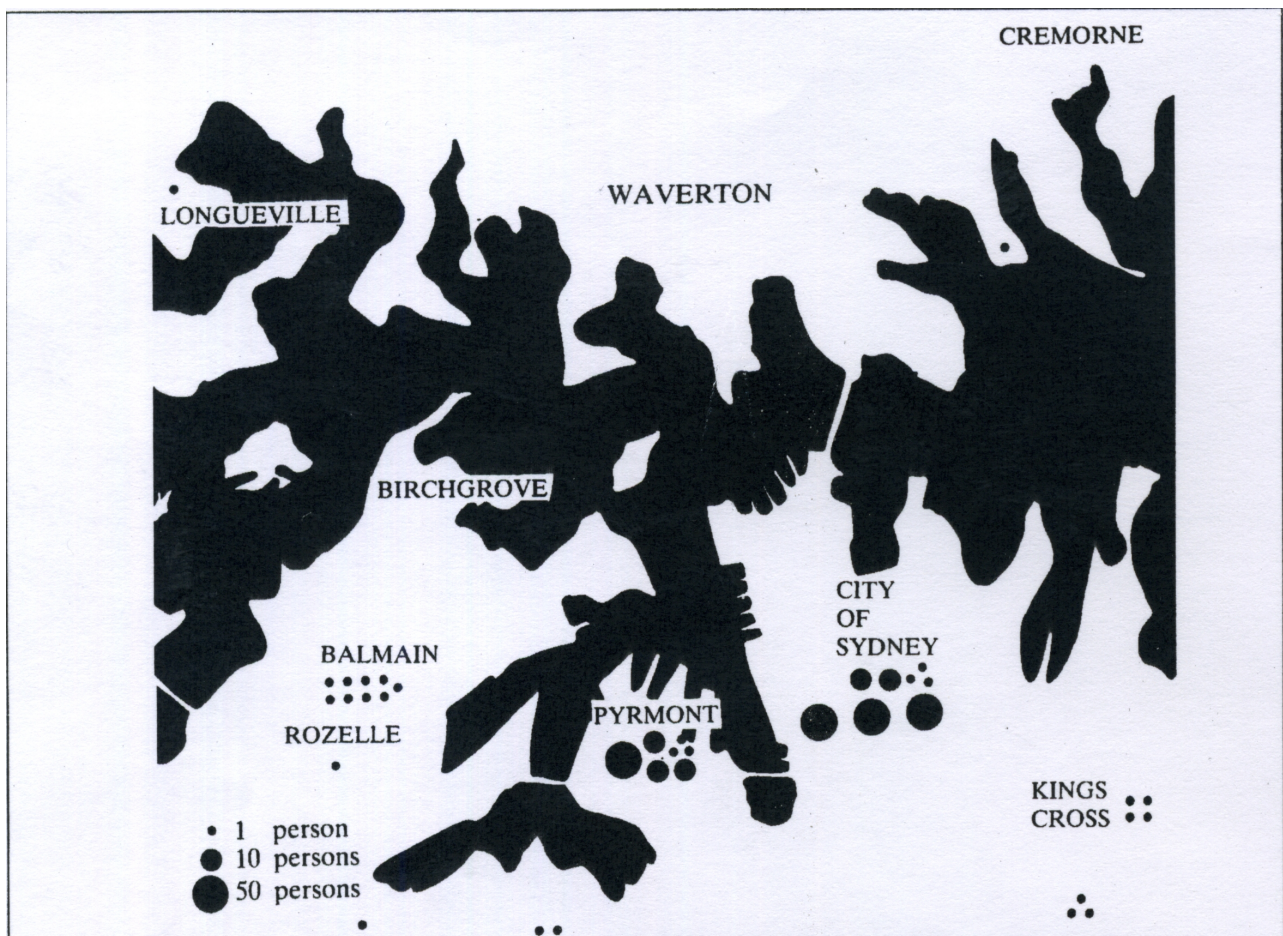 CREMORNE
WAVERTON
LONGUEVILLE
BIRCHGROVE
CITY
OF
SYDNEY
BALMAIN
PYRMONT
ROZELLE
KINGS
CROSS
1 person
10 persons
50 persons